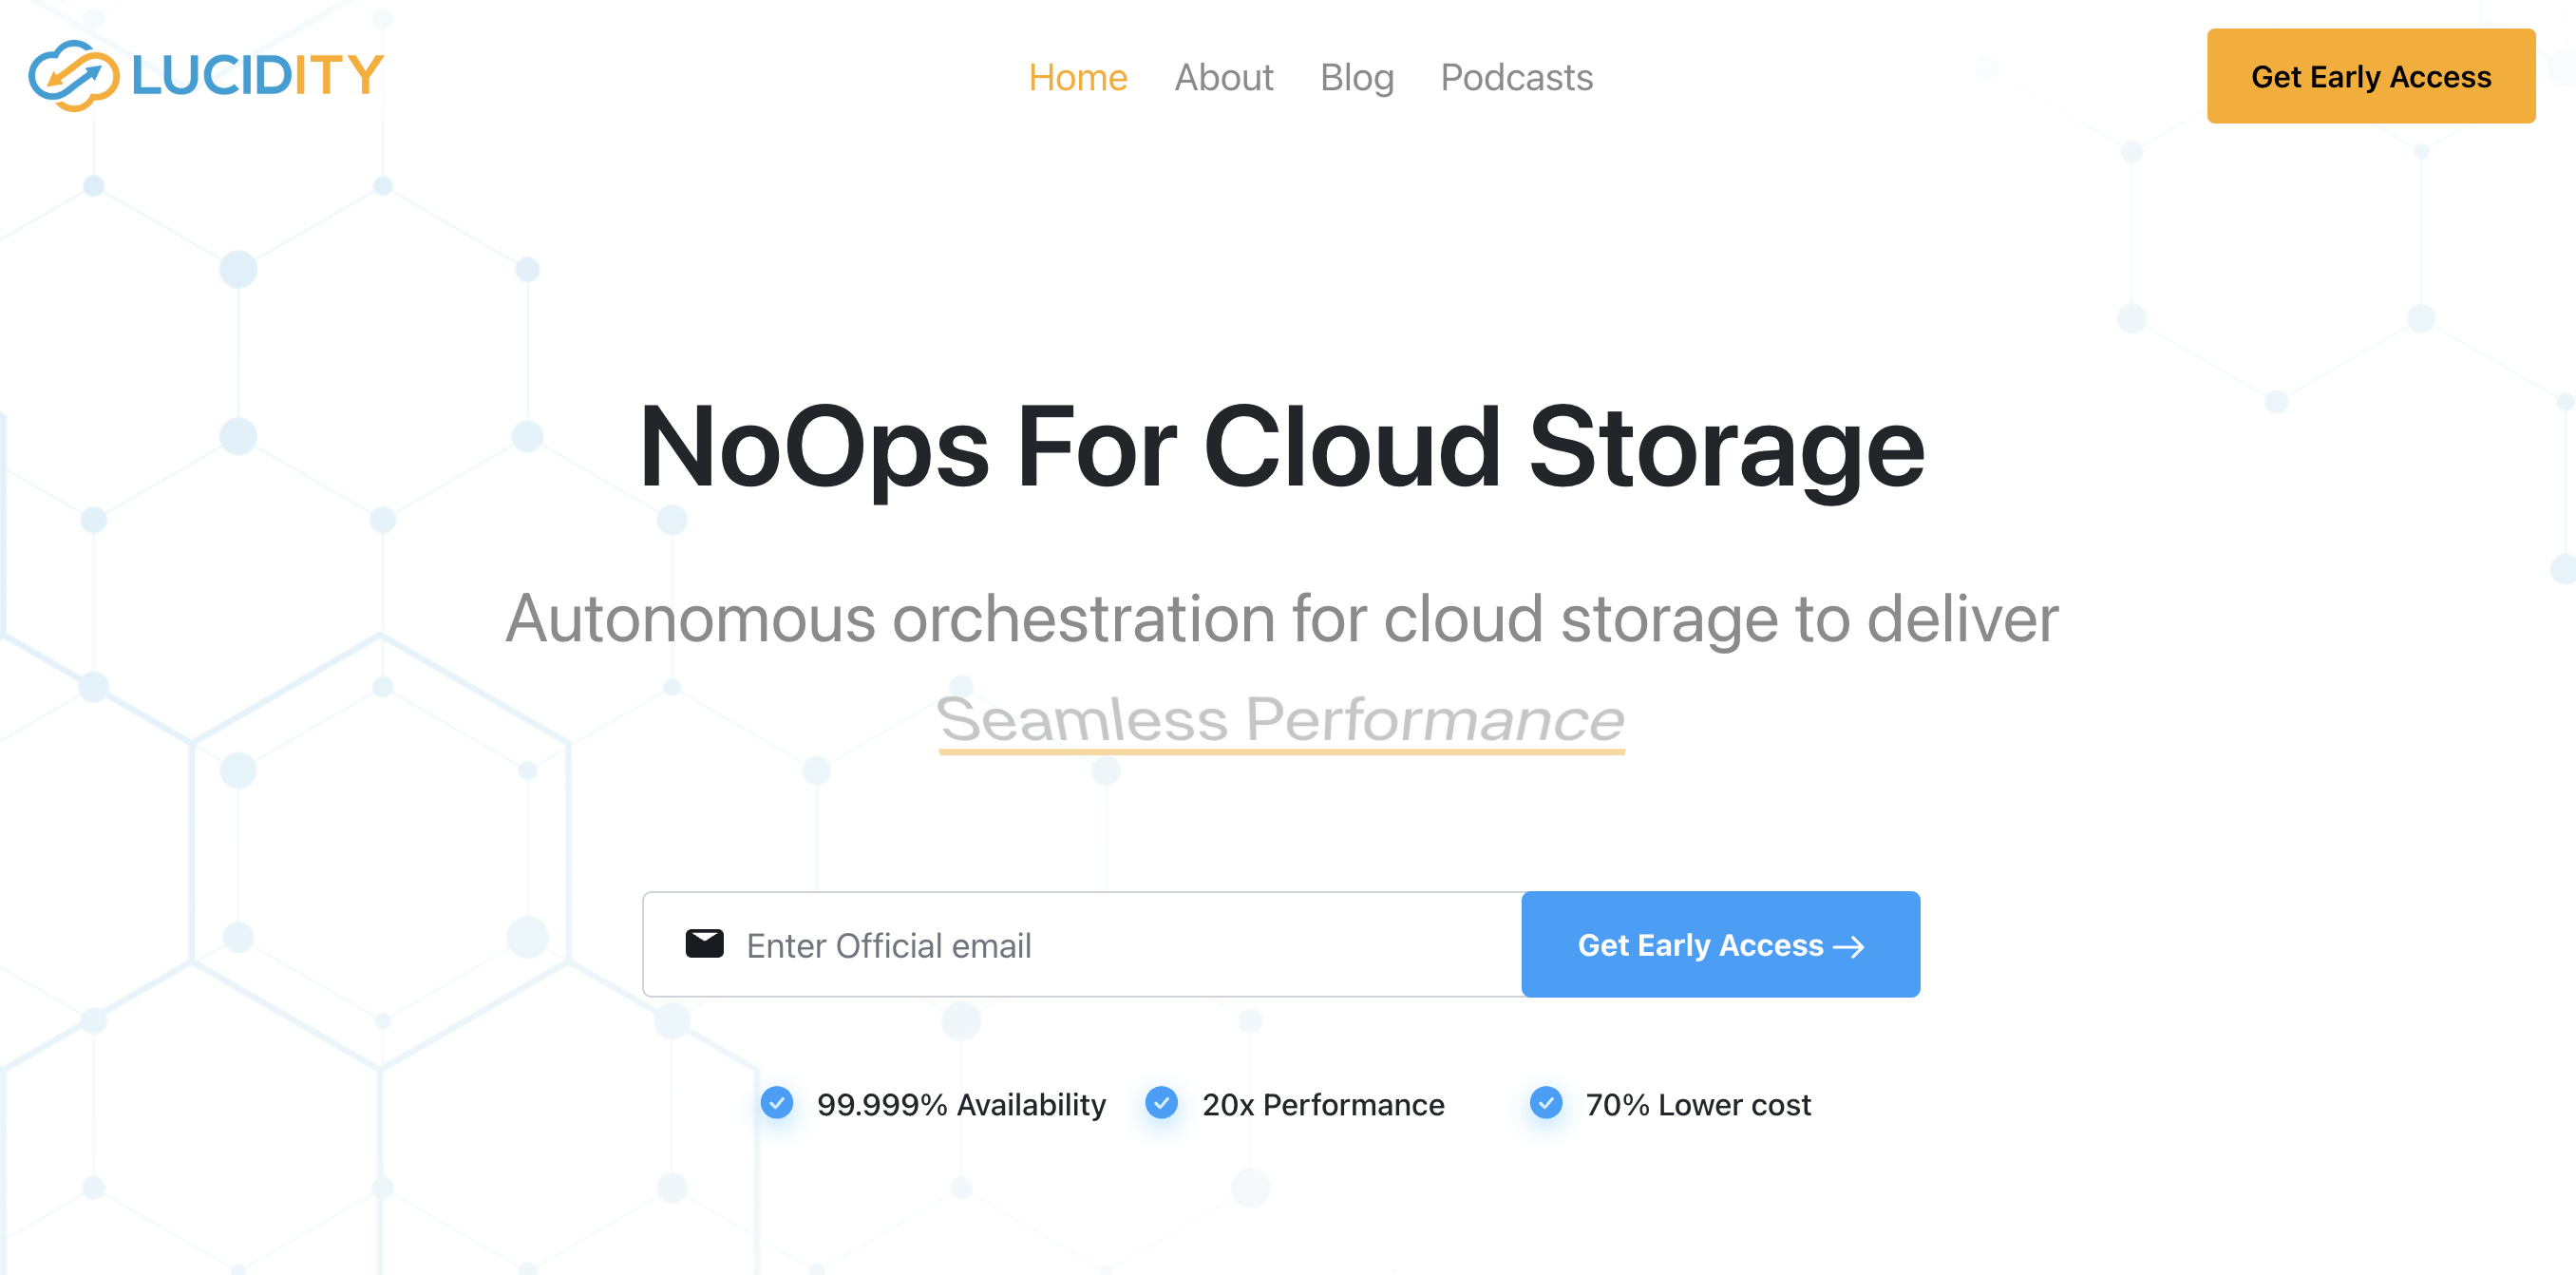 LUCIDITY
Home About Blog Podcasts
Get Early Access
NoOps For Cloud Storage
Autonomous orchestration for cloud storage to deliver
Seamless Performance
Enter Official email
Get Early Access →
99.999% Availability
20x Performance
70% Lower cost